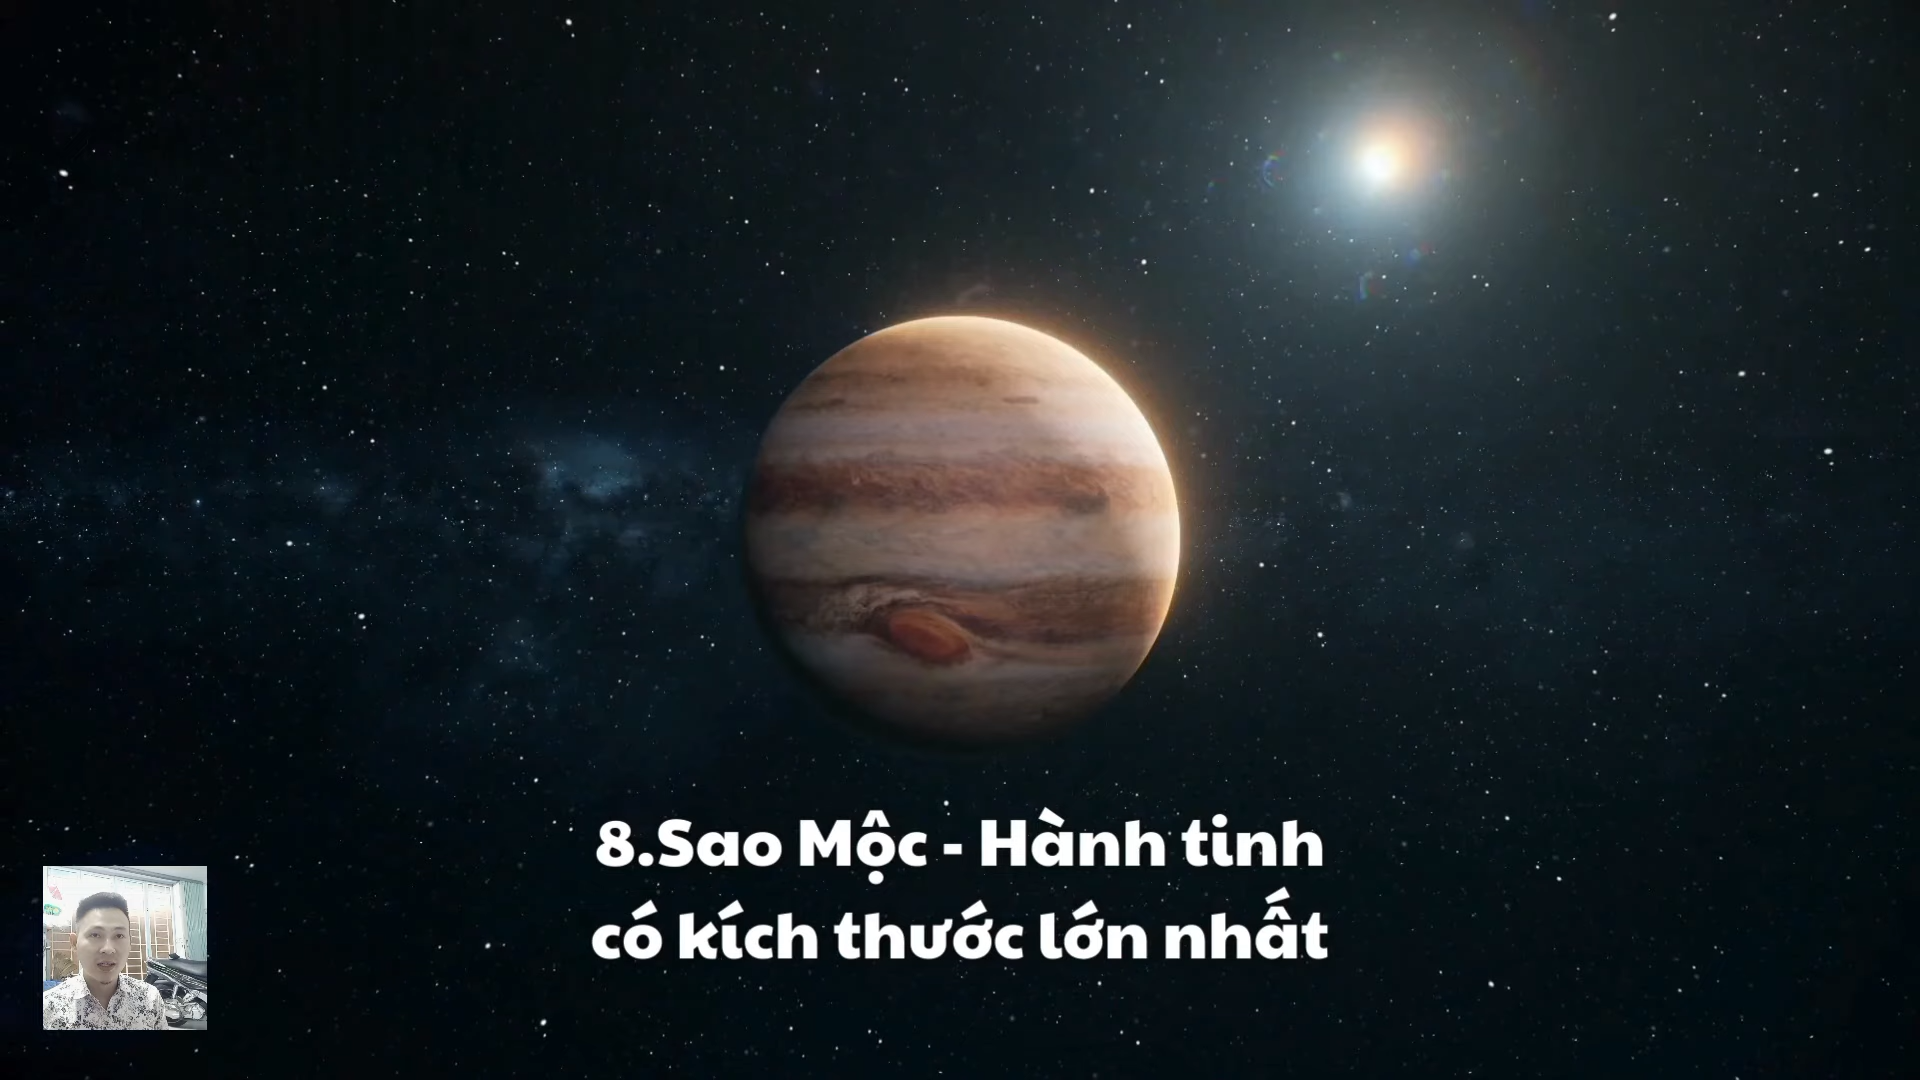 8.Sao Mộc - Hành tinh
có kích thước lớn nhất